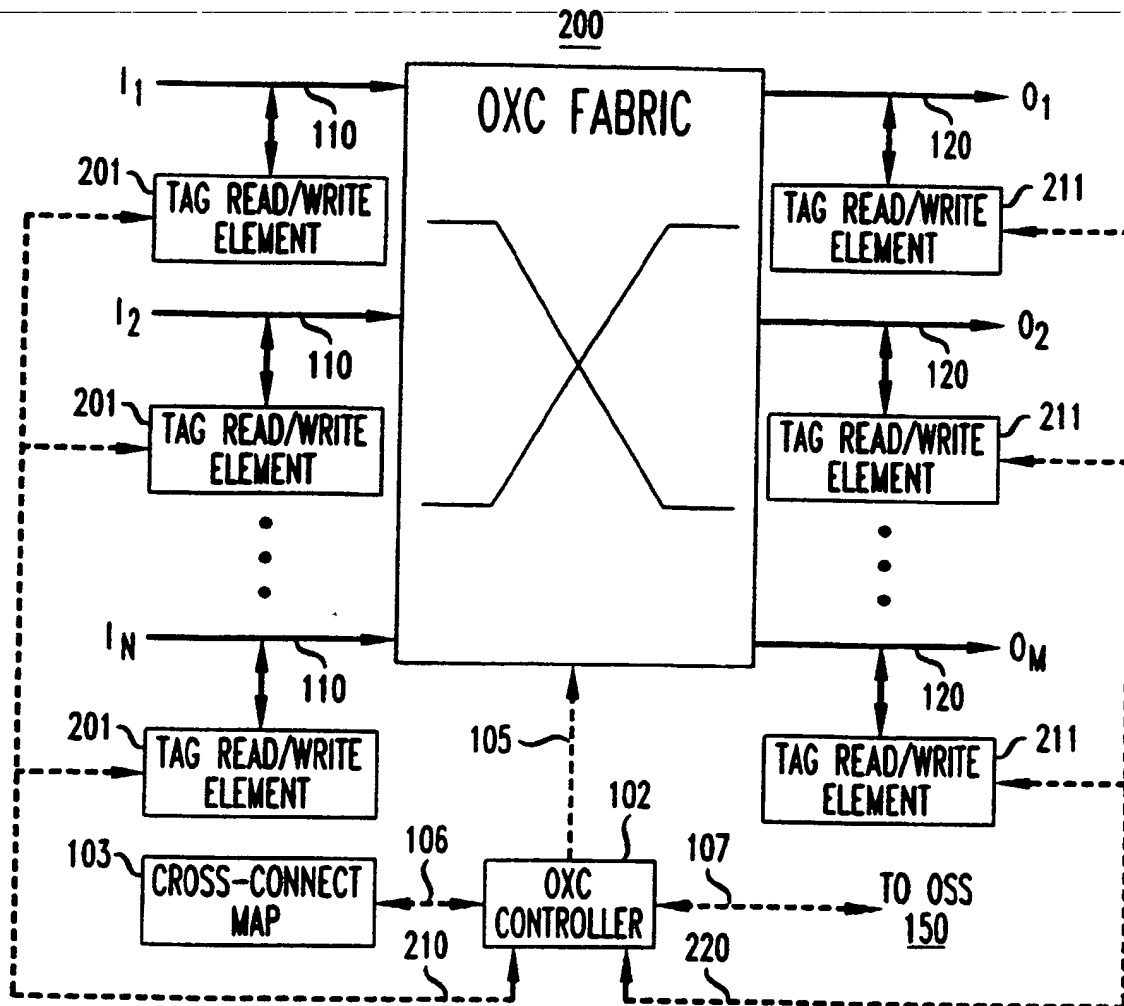 200
I1
110
OXC FABRIC
O1
120
201
TAG READ/WRITE
ELEMENT
211
TAG READ/WRITE
ELEMENT
I2
110
O2
120
201
TAG READ/WRITE
ELEMENT
211
TAG READ/WRITE
ELEMENT
IN
110
OM
120
201
TAG READ/WRITE
ELEMENT
105
211
TAG READ/WRITE
ELEMENT
103
CROSS-CONNECT
MAP
106
102
OXC
CONTROLLER
107
TO OSS
150
210
220